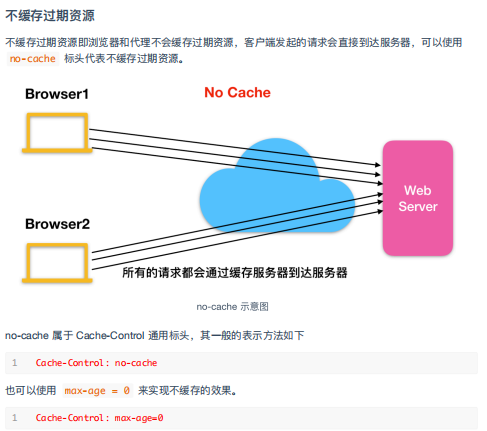 不缓存过期资源
不缓存过期资源即浏览器和代理不会缓存过期资源，客户端发起的请求会直接到达服务器，可以使用
no-cache 标头代表不缓存过期资源。
No Cache
Browser1
Web
Server
Browser2
所有的请求都会通过缓存服务器到达服务器
no-cache 示意图
no-cache 属于 Cache-Control 通用标头，其一般的表示方法如下
1 Cache-Control: no-cache
也可以使用 max-age = 0 来实现不缓存的效果。
1 Cache-Control: max-age=0